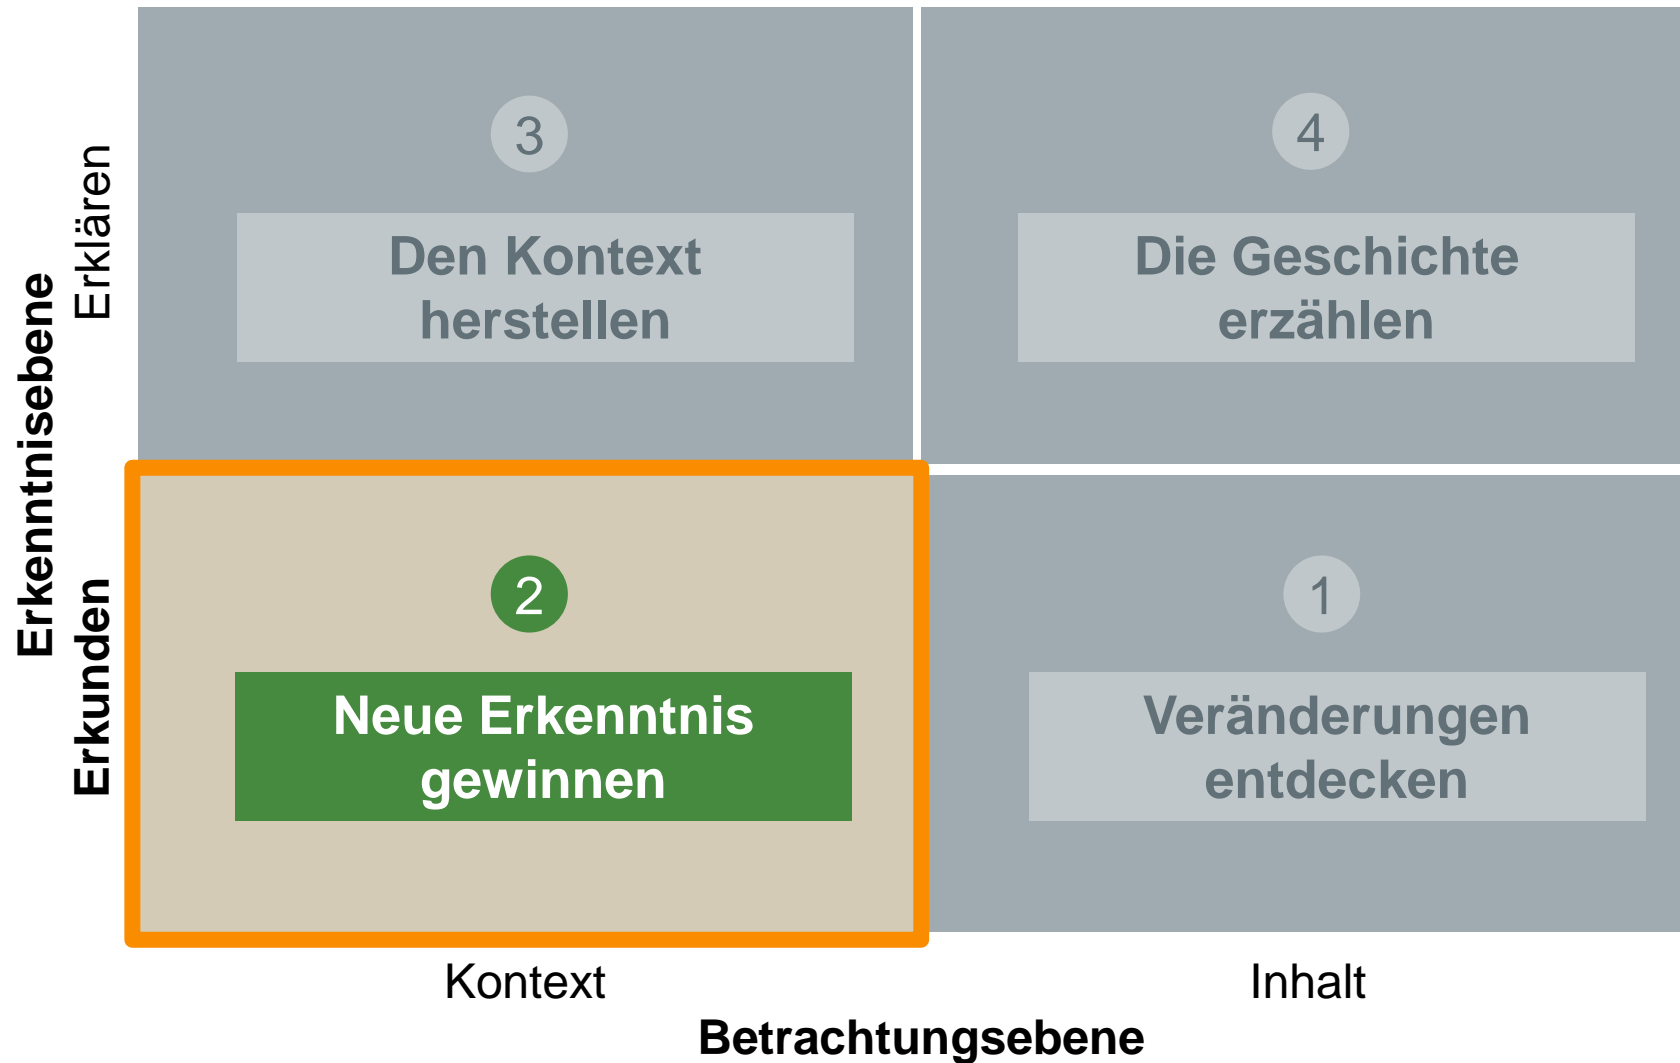 3
Den Kontext
herstellen
4
Die Geschichte
erzählen
Erkenntnisebene
Erklären
Erkunden
2
Neue Erkenntnis
gewinnen
1
Veränderungen
entdecken
Kontext
Inhalt
Betrachtungsebene